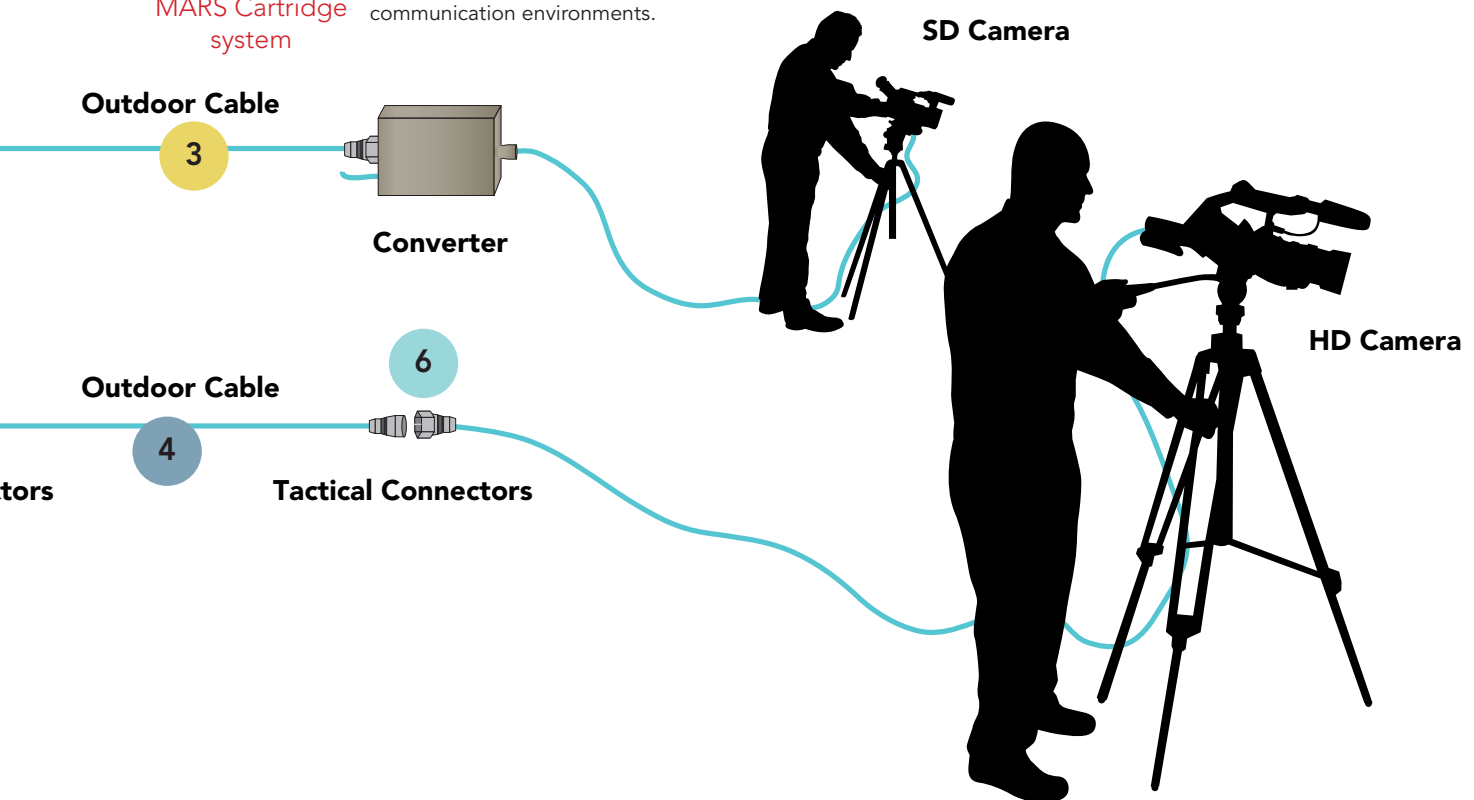 MARS Cartridge
system
communication environments.
SD Camera
Outdoor Cable
3
Converter
HD Camera
6
Outdoor Cable
4
tors
Tactical Connectors